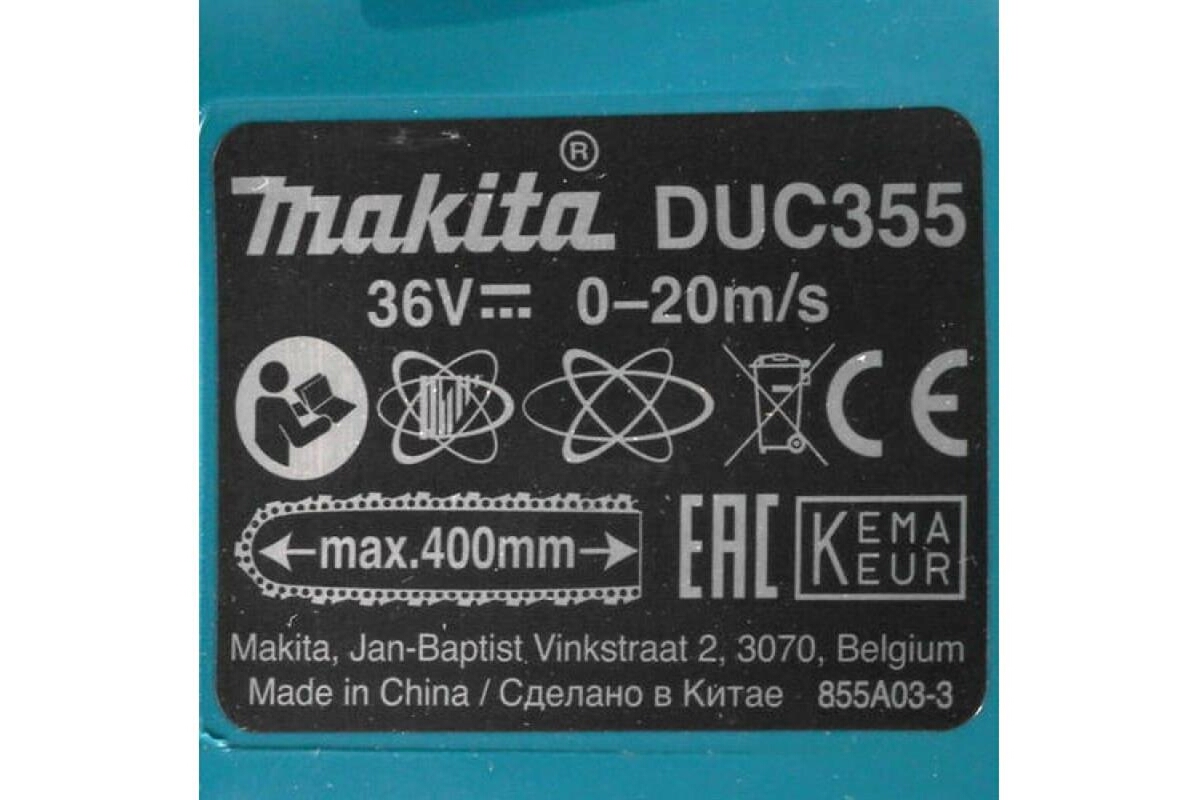 makita® DUC355
36V⎓ 0–20m/s
CE
max.400mm
EAC
KEMA
KEUR
Makita, Jan-Baptist Vinkstraat 2, 3070, Belgium
Made in China / Сделано в Китае 855A03-3